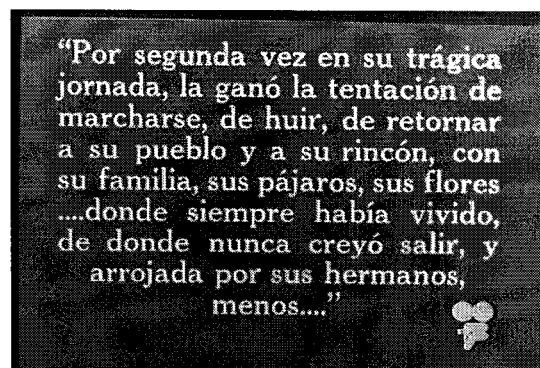 “Por segunda vez en su trágica
jornada, la ganó la tentación de
marcharse, de huir, de retornar
a su pueblo y a su rincón, con
su familia, sus pájaros, sus flores
....donde siempre había vivido,
de donde nunca creyó salir, y
arrojada por sus hermanos,
menos....”